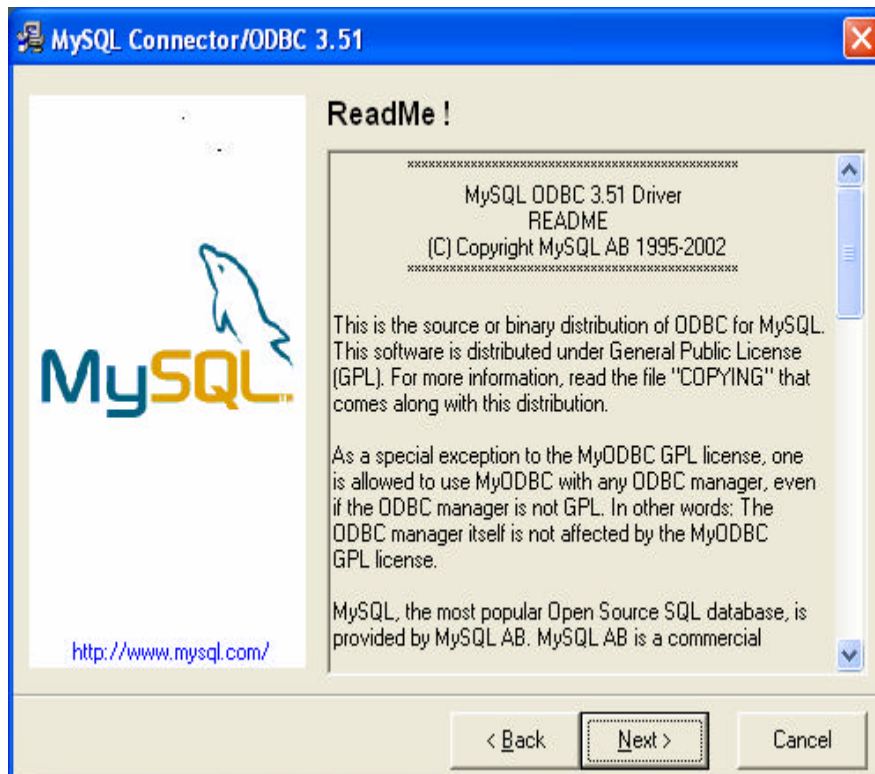 MySQL Connector/ODBC 3.51
ReadMe !
xxxxxxxxxxxxxxxxxxxxxxxxxxxxxxxxxxxxxxxxxxxxxxx
MySQL ODBC 3.51 Driver
README
(C) Copyright MySQL AB 1995-2002
xxxxxxxxxxxxxxxxxxxxxxxxxxxxxxxxxxxxxxxxxxxxxxx
This is the source or binary distribution of ODBC for MySQL.
This software is distributed under General Public License
(GPL). For more information, read the file "COPYING" that
comes along with this distribution.
As a special exception to the MyODBC GPL license, one
is allowed to use MyODBC with any ODBC manager, even
if the ODBC manager is not GPL. In other words: The
ODBC manager itself is not affected by the MyODBC
GPL license.
MySQL, the most popular Open Source SQL database, is
provided by MySQL AB. MySQL AB is a commercial
MySQL™
http://www.mysql.com/
< Back
Next >
Cancel